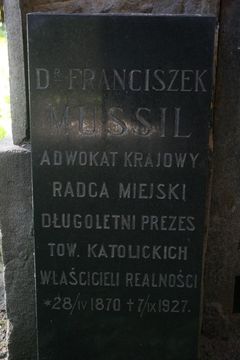 DR FRANCISZEK
MUSSIL
ADWOKAT KRAJOWY
RADCA MIEJSKI
DŁUGOLETNI PREZES
TOW. KATOLICKICH
WŁAŚCICIELI REALNOŚCI
*28/IV 1870 † 7/IX 1927.